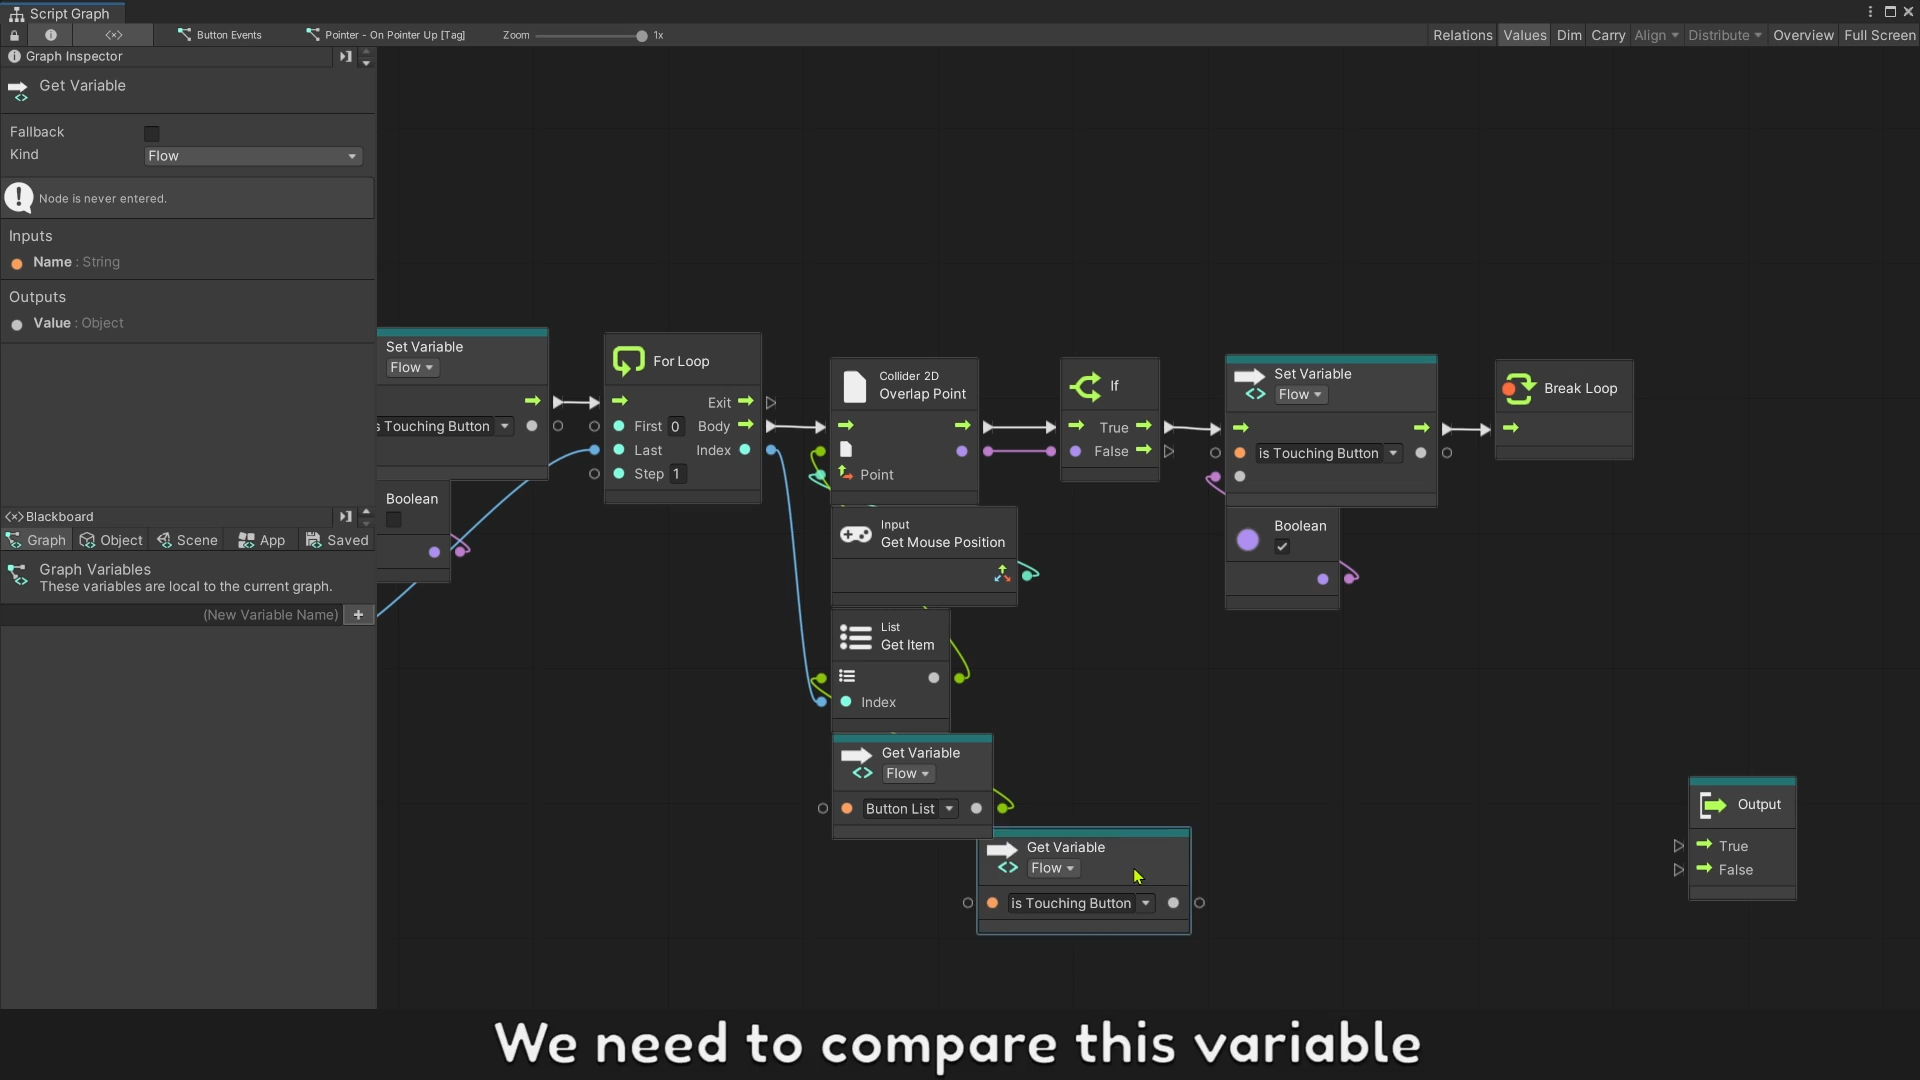 Script Graph
Button Events
Pointer - On Pointer Up [Tag]
Zoom
1x
Relations
Values
Dim
Carry
Align
Distribute
Overview
Full Screen
Graph Inspector
Get Variable
Fallback
Kind
Flow
Node is never entered.
Inputs
Name : String
Outputs
Value : Object
Blackboard
Graph
Object
Scene
App
Saved
Graph Variables
These variables are local to the current graph.
(New Variable Name)
+
Set Variable
Flow
s Touching Button
Boolean
For Loop
Exit
First 0 Body
Last Index
Step 1
Collider 2D
Overlap Point
Point
Input
Get Mouse Position
List
Get Item
Index
Get Variable
Flow
Button List
Get Variable
Flow
is Touching Button
If
True
False
Set Variable
Flow
is Touching Button
Boolean
Break Loop
Output
True
False
We need to compare this variable